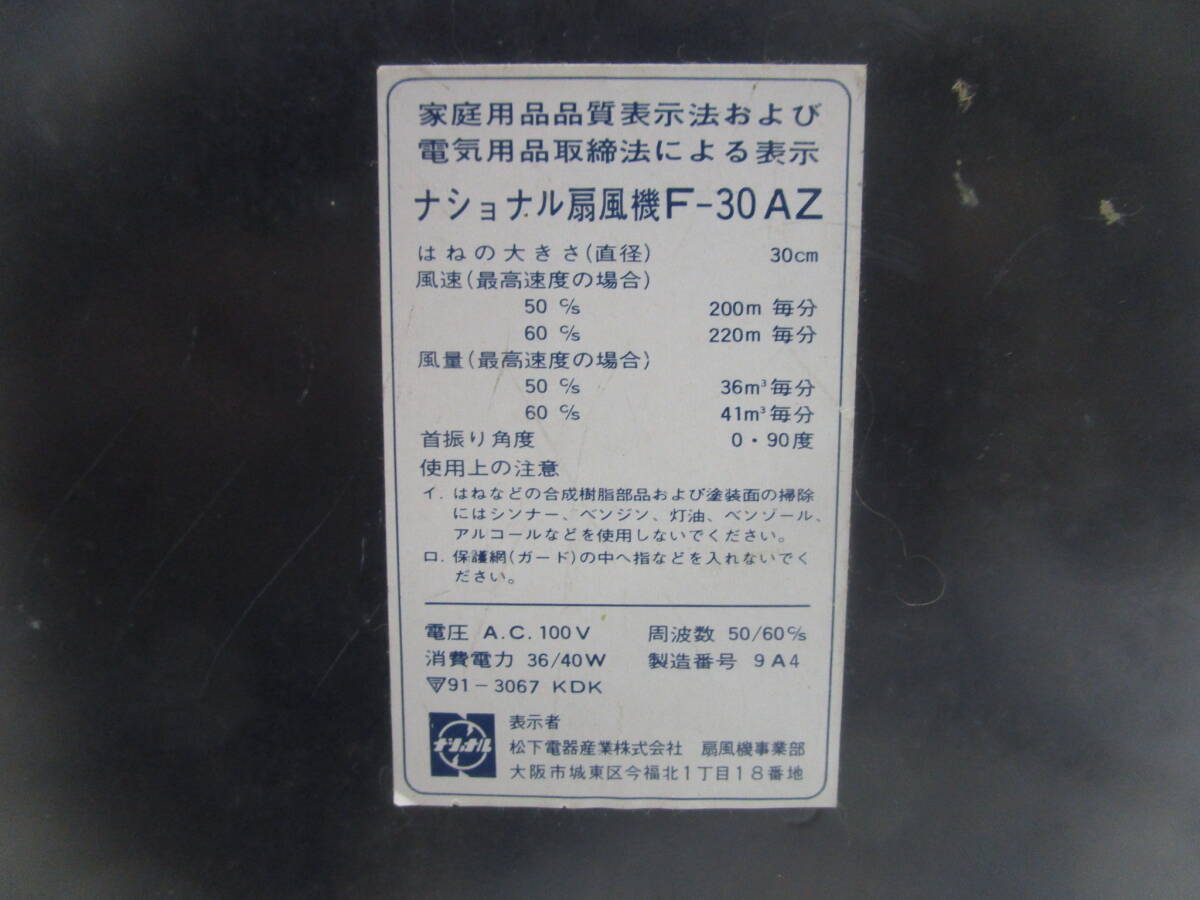 家庭用品品質表示法および
電気用品取締法による表示
ナショナル扇風機F-30AZ
はねの大きさ(直径) 30cm
風速(最高速度の場合)
50 c/s 200m 毎分
60 c/s 220m 毎分
風量(最高速度の場合)
50 c/s 36m³毎分
60 c/s 41m³毎分
首振り角度 0・90度
使用上の注意
イ. はねなどの合成樹脂部品および塗装面の掃除
にはシンナー、ベンジン、灯油、ベンゾール、
アルコールなどを使用しないでください。
ロ. 保護網(ガード)の中へ指などを入れないでく
ださい。
電圧 A.C. 100V 周波数 50/60c/s
消費電力 36/40W 製造番号 9A4
91-3067 KDK
ナショナル
表示者
松下電器産業株式会社 扇風機事業部
大阪市城東区今福北1丁目18番地